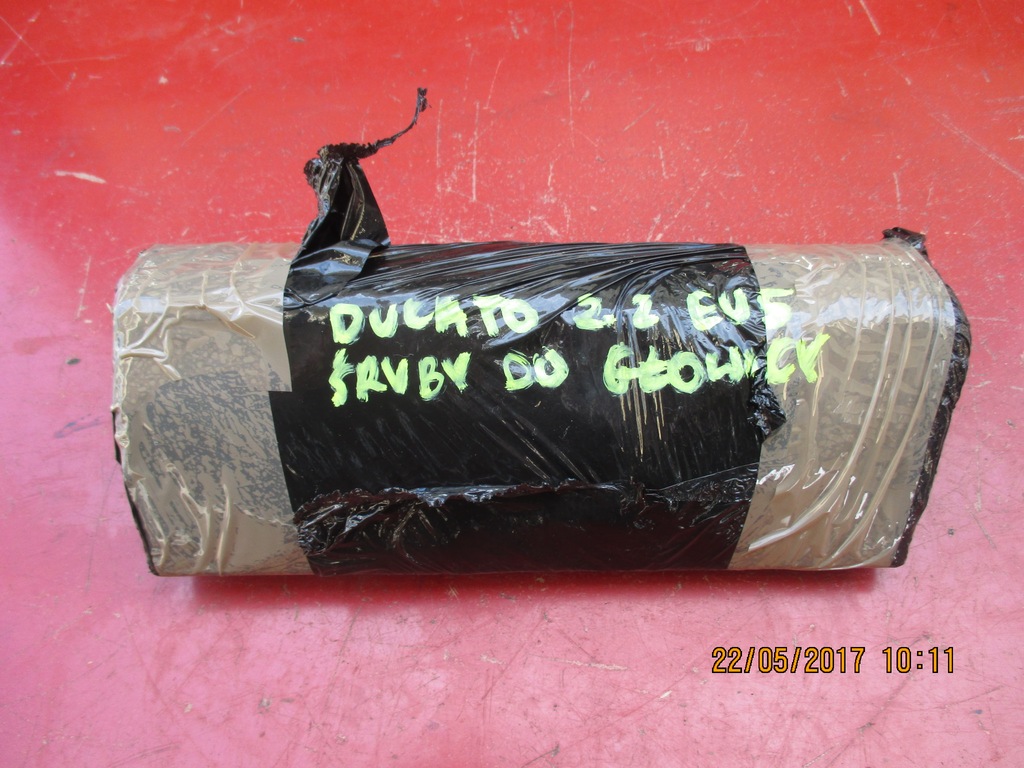 DUCATO 2.2 EU5
ŚRUBY DO GŁOWICY
22/05/2017 10:11